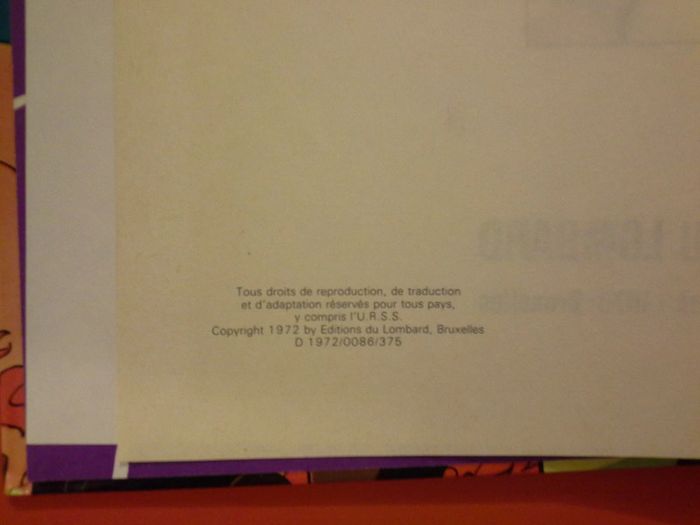 Tous droits de reproduction, de traduction
et d'adaptation réservés pour tous pays,
y compris l'U.R.S.S.
Copyright 1972 by Editions du Lombard, Bruxelles
D 1972/0086/375